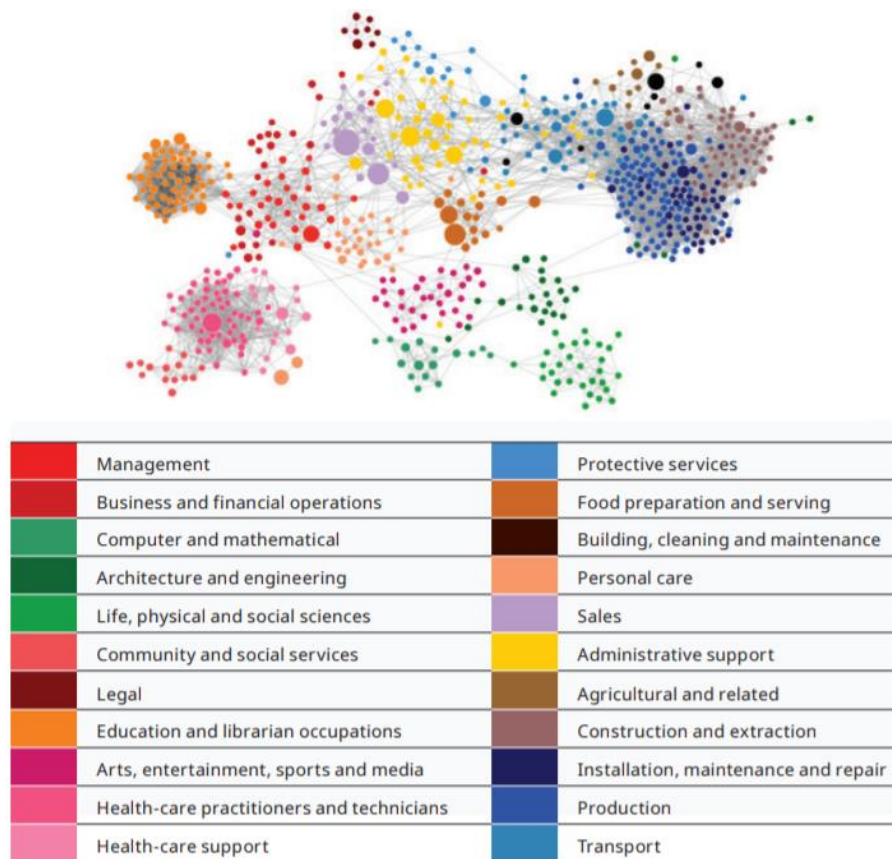 Management
Protective services
Business and financial operations
Food preparation and serving
Computer and mathematical
Building, cleaning and maintenance
Architecture and engineering
Personal care
Life, physical and social sciences
Sales
Community and social services
Administrative support
Legal
Agricultural and related
Education and librarian occupations
Construction and extraction
Arts, entertainment, sports and media
Installation, maintenance and repair
Health-care practitioners and technicians
Production
Health-care support
Transport